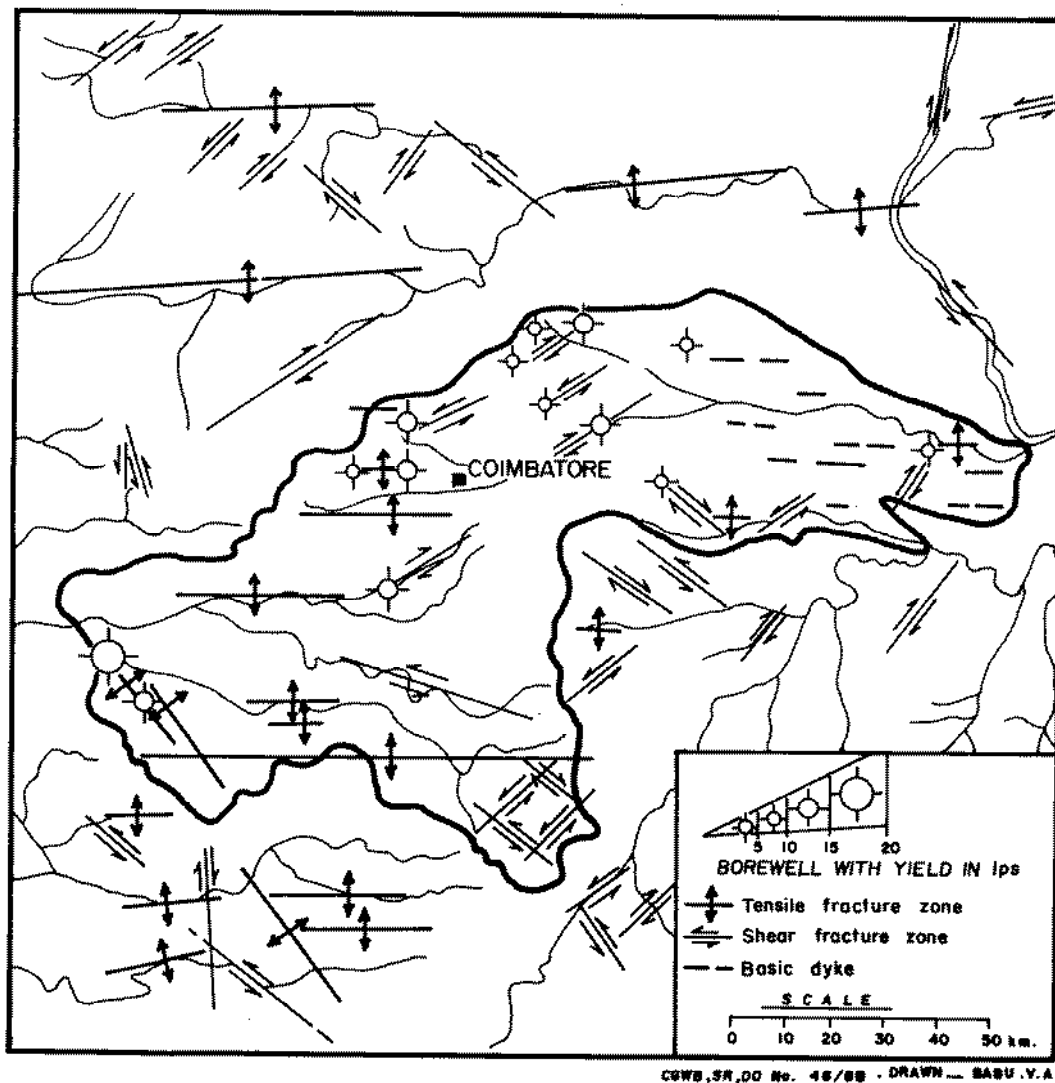 COIMBATORE
5 10 15 20
BOREWELL WITH YIELD IN lps
Tensile fracture zone
Shear fracture zone
Basic dyke
SCALE
0 10 20 30 40 50 km.
CGWB,SR,DO No. 46/88 . DRAWN BABU .Y.A